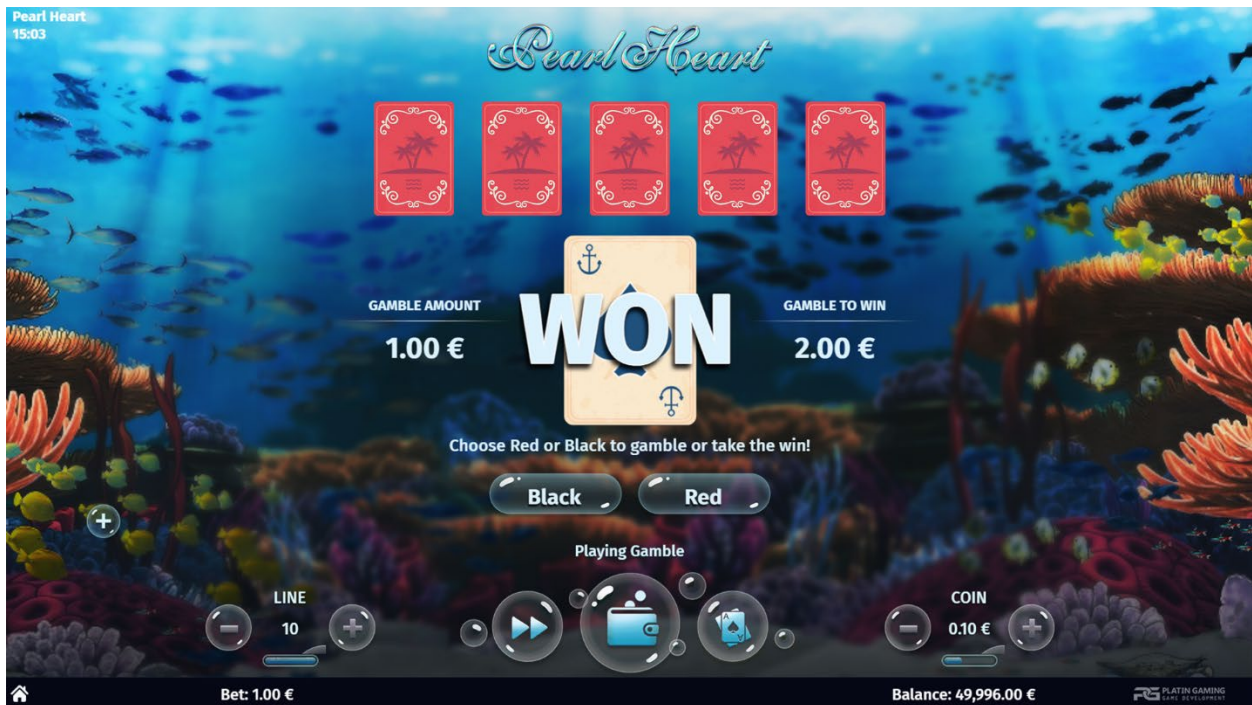 Pearl Heart
15:03
Pearl Heart
GAMBLE AMOUNT
1.00 €
WON
GAMBLE TO WIN
2.00 €
Choose Red or Black to gamble or take the win!
Black
Red
Playing Gamble
LINE
10
COIN
0.10 €
Bet: 1.00 €
Balance: 49,996.00 €
PG PLATIN GAMING
GAME DEVELOPMENT